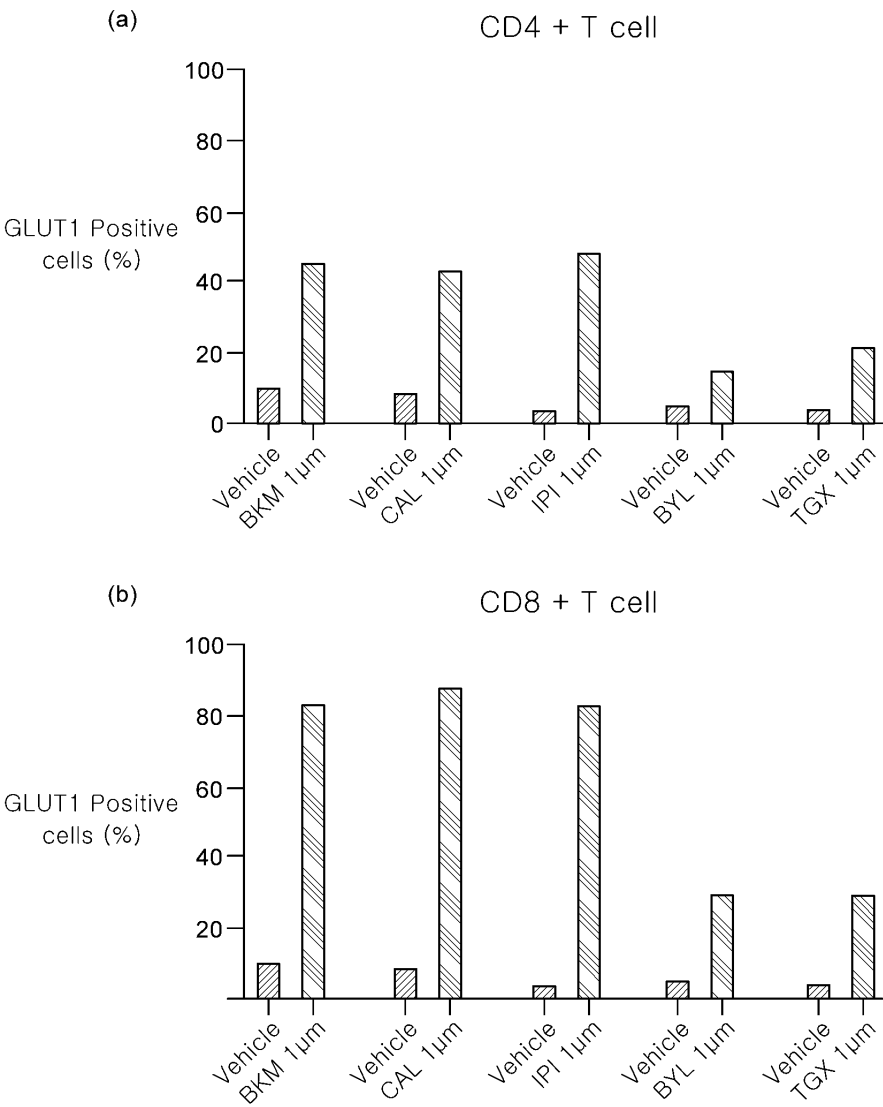 (a)
CD4 + T cell
100
80
60
40
20
0
GLUT1 Positive
cells (%)
Vehicle
BKM 1µm
Vehicle
CAL 1µm
Vehicle
IPI 1µm
Vehicle
BYL 1µm
Vehicle
TGX 1µm
(b)
CD8 + T cell
100
80
60
40
20
GLUT1 Positive
cells (%)
Vehicle
BKM 1µm
Vehicle
CAL 1µm
Vehicle
IPI 1µm
Vehicle
BYL 1µm
Vehicle
TGX 1µm